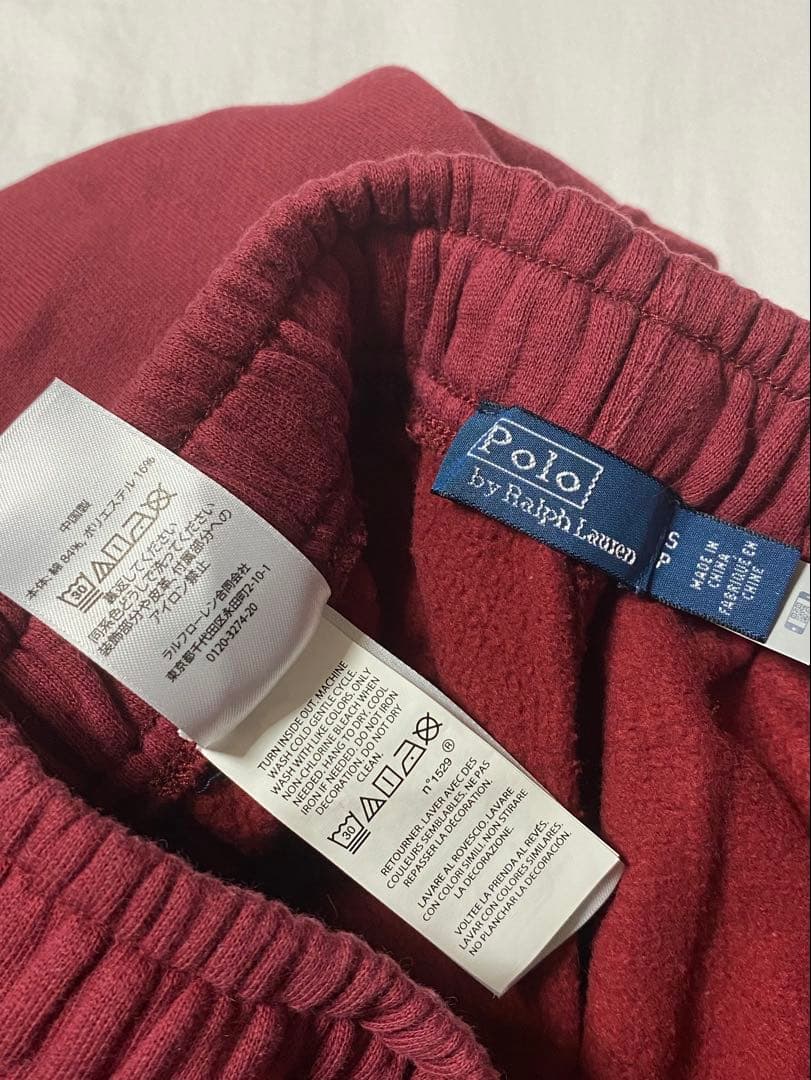 Polo
by Ralph Lauren
S
P
MADE IN
CHINA
FABRIQUÉ EN
CHINE
中国製
本体: 綿 84%, ポリエステル 16%
30
裏返してください
同系色どうしで洗ってください
装飾部分や皮革、付属部分への
アイロン禁止
ラルフローレン合同会社
東京都千代田区永田町2-10-1
0120-3274-20
TURN INSIDE OUT. MACHINE
WASH COLD GENTLE CYCLE.
WASH WITH LIKE COLORS. ONLY
NON-CHLORINE BLEACH WHEN
NEEDED. HANG TO DRY. COOL
IRON IF NEEDED. DO NOT IRON
DECORATION. DO NOT DRY
CLEAN.
30
n°1529 ®
RETOURNER. LAVER AVEC DES
COULEURS SEMBLABLES. NE PAS
REPASSER LA DÉCORATION.
LAVARE AL ROVESCIO. LAVARE
CON COLORI SIMILI. NON STIRARE
LA DECORAZIONE.
VOLTEE LA PRENDA AL REVÉS.
LAVAR CON COLORES SIMILARES.
NO PLANCHAR LA DECORACIÓN.